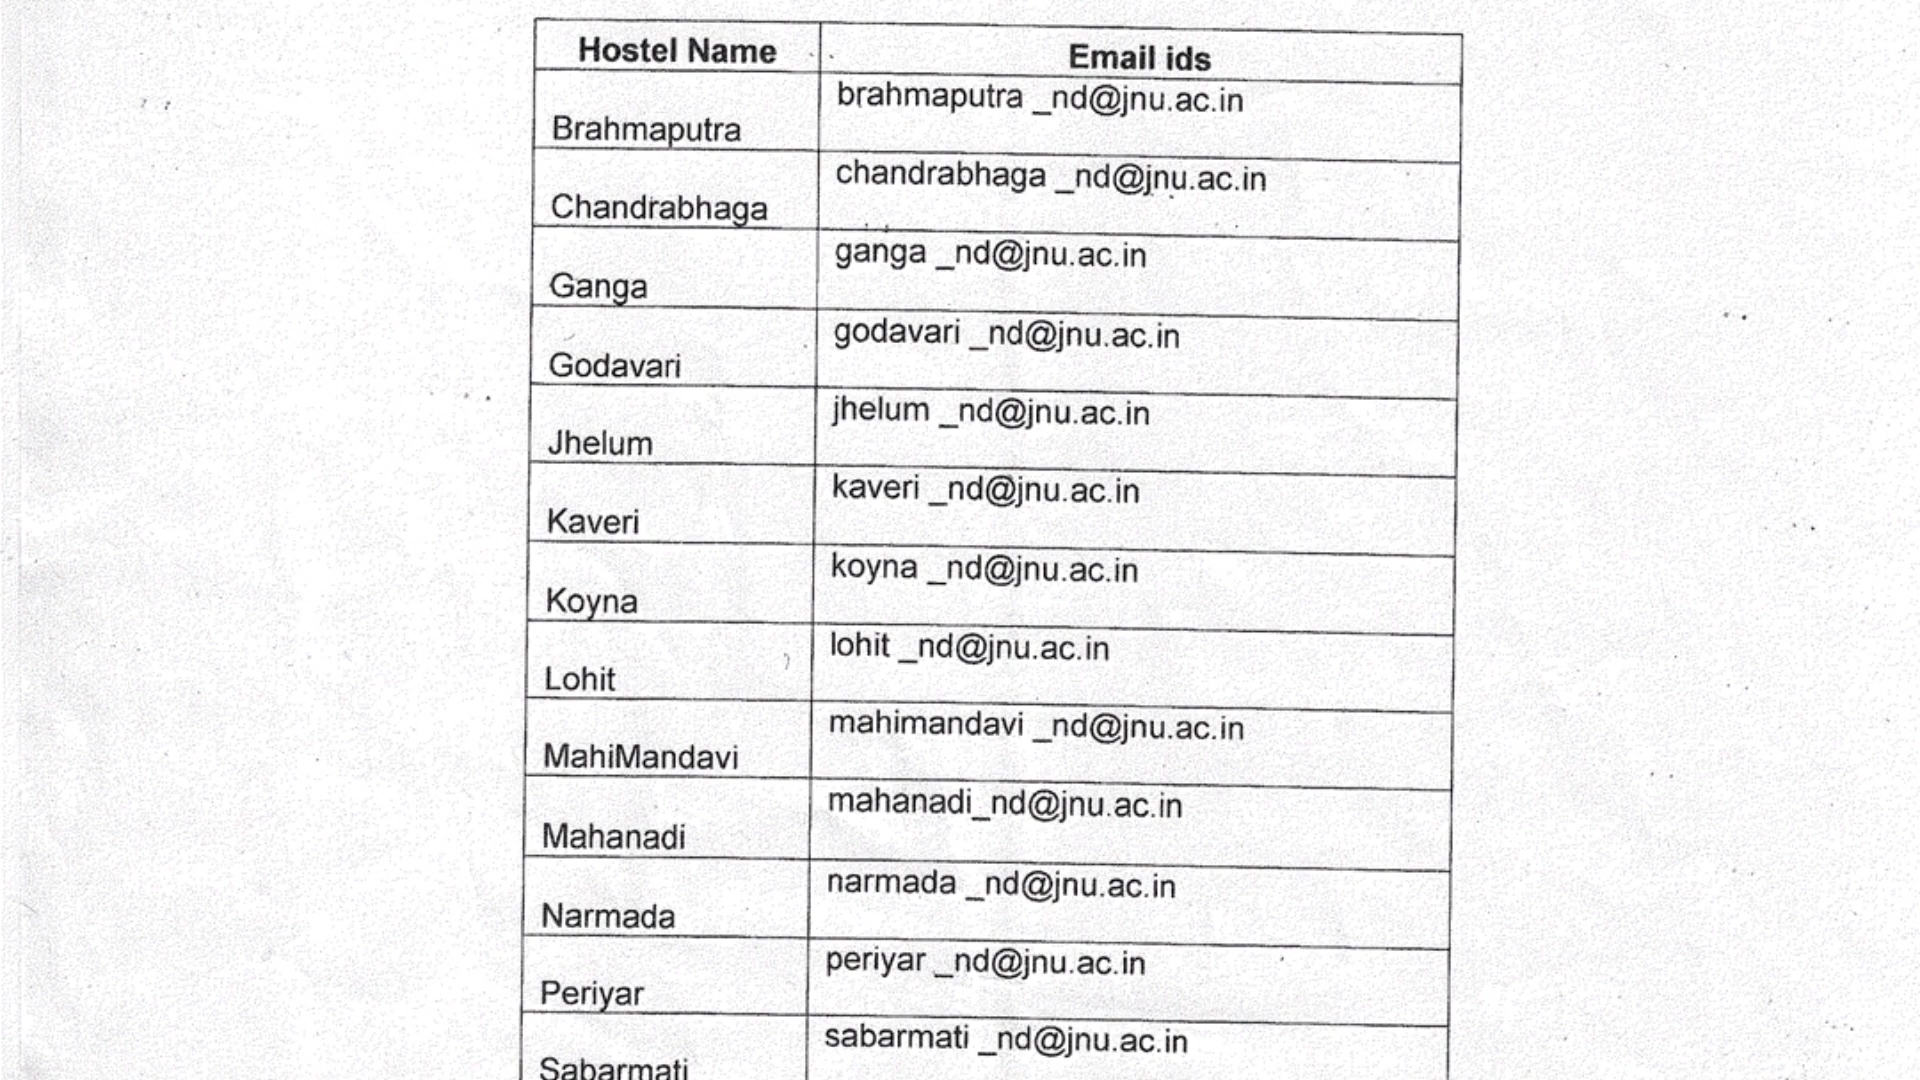 Hostel Name
Email ids
Brahmaputra
brahmaputra _nd@jnu.ac.in
Chandrabhaga
chandrabhaga _nd@jnu.ac.in
Ganga
ganga _nd@jnu.ac.in
Godavari
godavari _nd@jnu.ac.in
Jhelum
jhelum _nd@jnu.ac.in
Kaveri
kaveri _nd@jnu.ac.in
Koyna
koyna _nd@jnu.ac.in
Lohit
lohit _nd@jnu.ac.in
MahiMandavi
mahimandavi _nd@jnu.ac.in
Mahanadi
mahanadi_nd@jnu.ac.in
Narmada
narmada _nd@jnu.ac.in
Periyar
periyar _nd@jnu.ac.in
Sabarmati
sabarmati _nd@jnu.ac.in